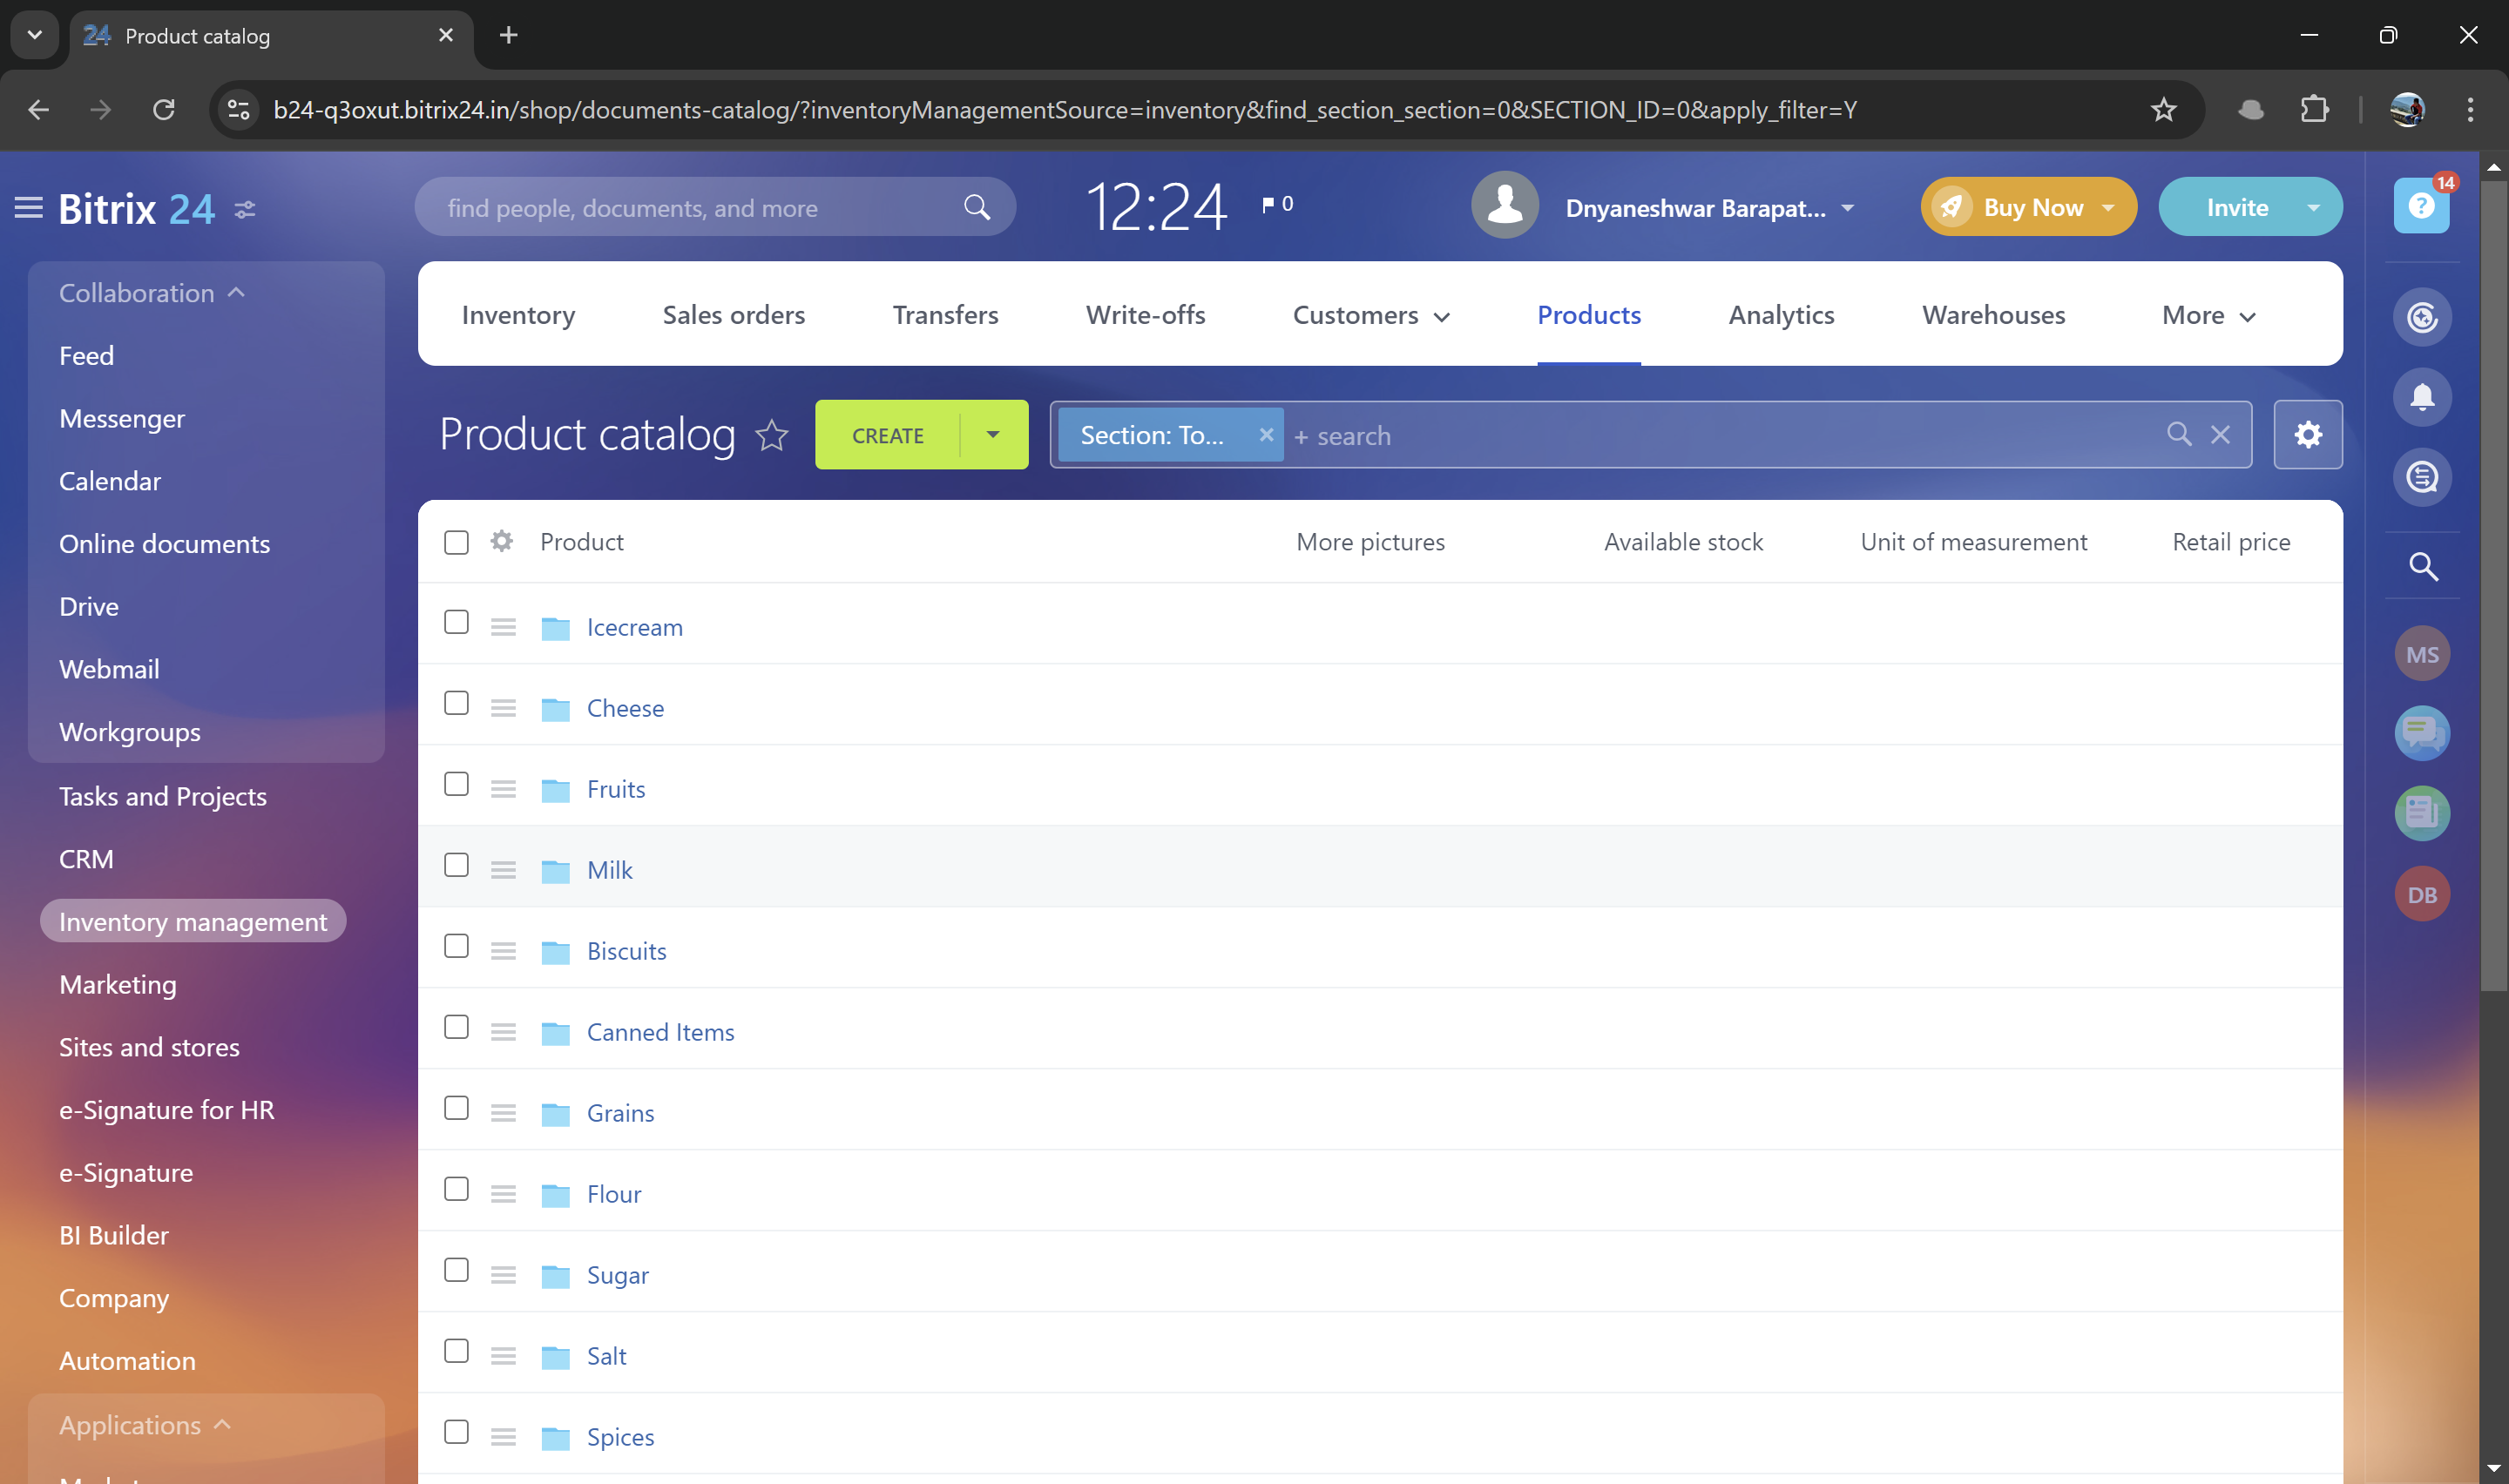 24 Product catalog
b24-q3oxut.bitrix24.in/shop/documents-catalog/?inventoryManagementSource=inventory&find_section_section=0&SECTION_ID=0&apply_filter=Y
Bitrix 24
find people, documents, and more
12:24
0
Dnyaneshwar Barapat...
Buy Now
Invite
14
?
Collaboration
Feed
Messenger
Calendar
Online documents
Drive
Webmail
Workgroups
Tasks and Projects
CRM
Inventory management
Marketing
Sites and stores
e-Signature for HR
e-Signature
BI Builder
Company
Automation
Applications
Inventory
Sales orders
Transfers
Write-offs
Customers
Products
Analytics
Warehouses
More
Product catalog
CREATE
Section: To...
+ search
Product
More pictures
Available stock
Unit of measurement
Retail price
Icecream
Cheese
Fruits
Milk
Biscuits
Canned Items
Grains
Flour
Sugar
Salt
Spices
MS
DB